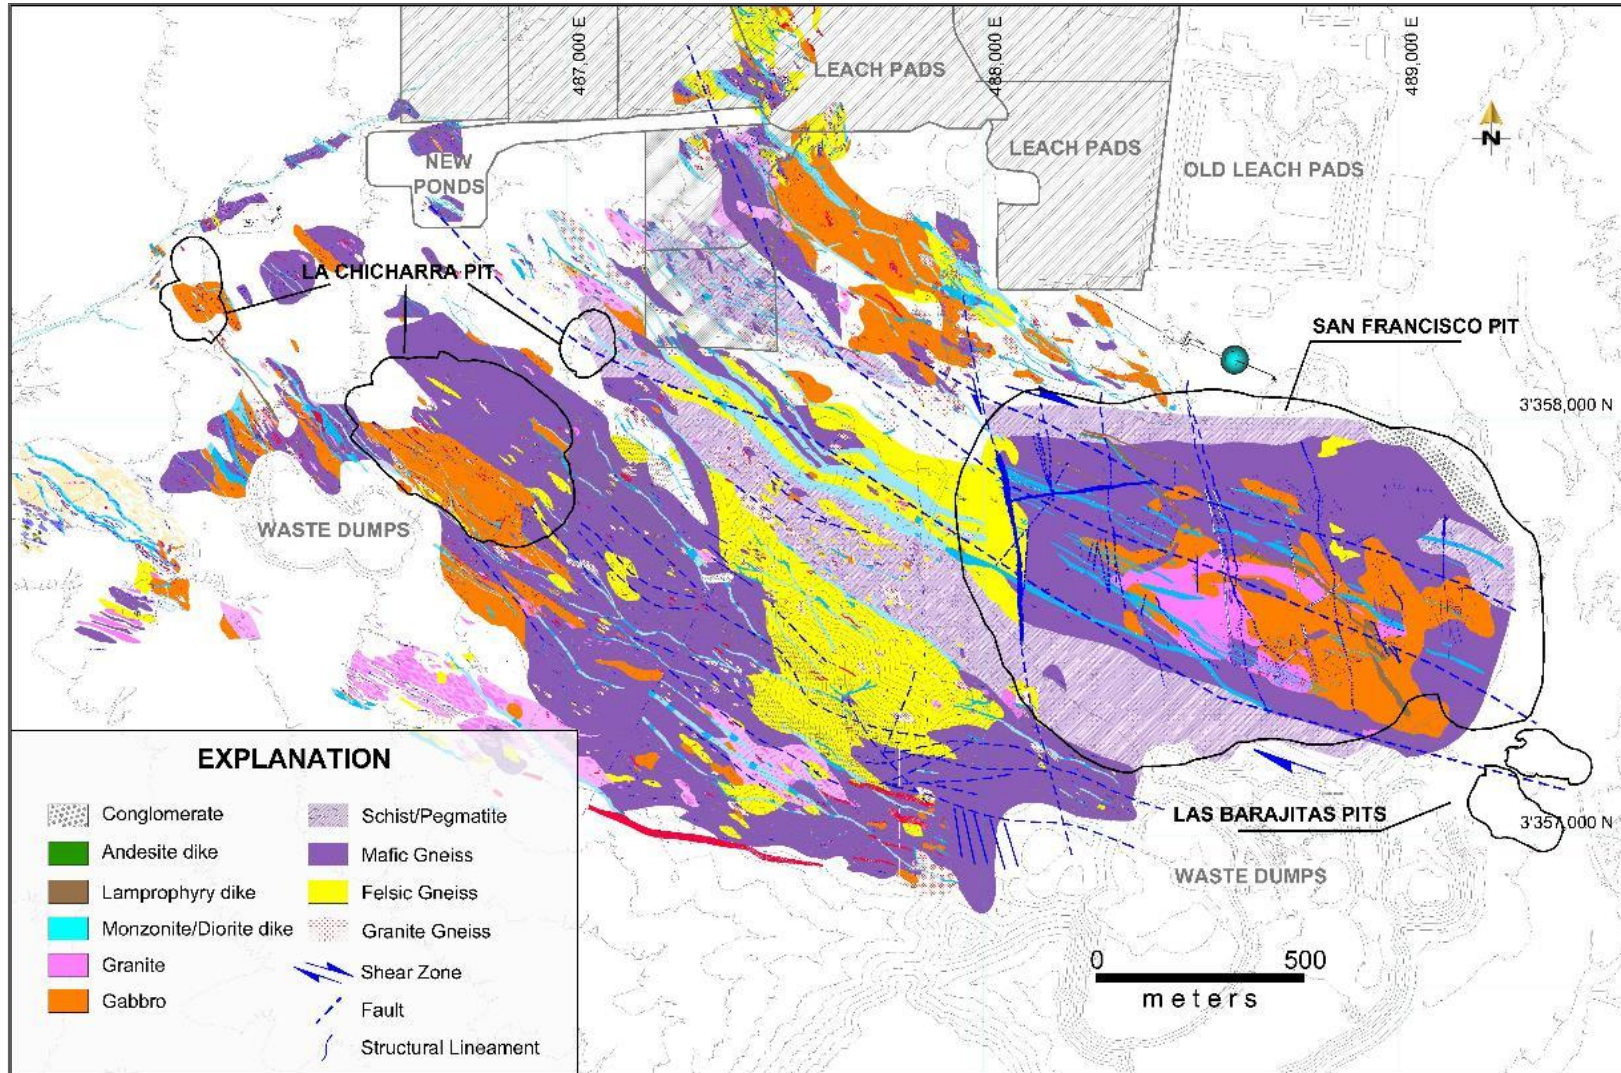 487,000 E
488,000 E
489,000 E
LEACH PADS
LEACH PADS
OLD LEACH PADS
N
NEW
PONDS
LA CHICHARRA PIT
SAN FRANCISCO PIT
3'358,000 N
WASTE DUMPS
LAS BARAJITAS PITS
3'357,000 N
WASTE DUMPS
EXPLANATION
Conglomerate
Andesite dike
Lamprophyry dike
Monzonite/Diorite dike
Granite
Gabbro
Schist/Pegmatite
Mafic Gneiss
Felsic Gneiss
Granite Gneiss
Shear Zone
Fault
Structural Lineament
0 500
meters